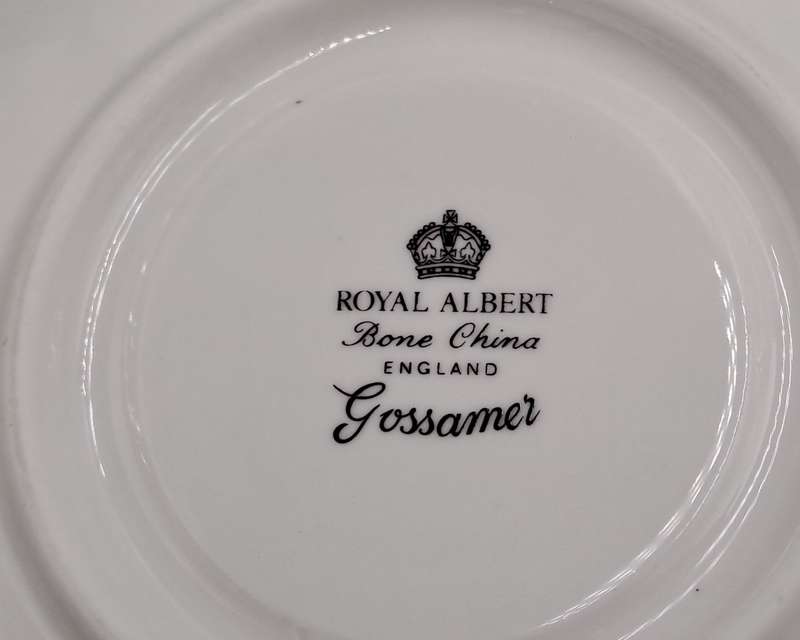 ROYAL ALBERT
Bone China
ENGLAND
Gossamer